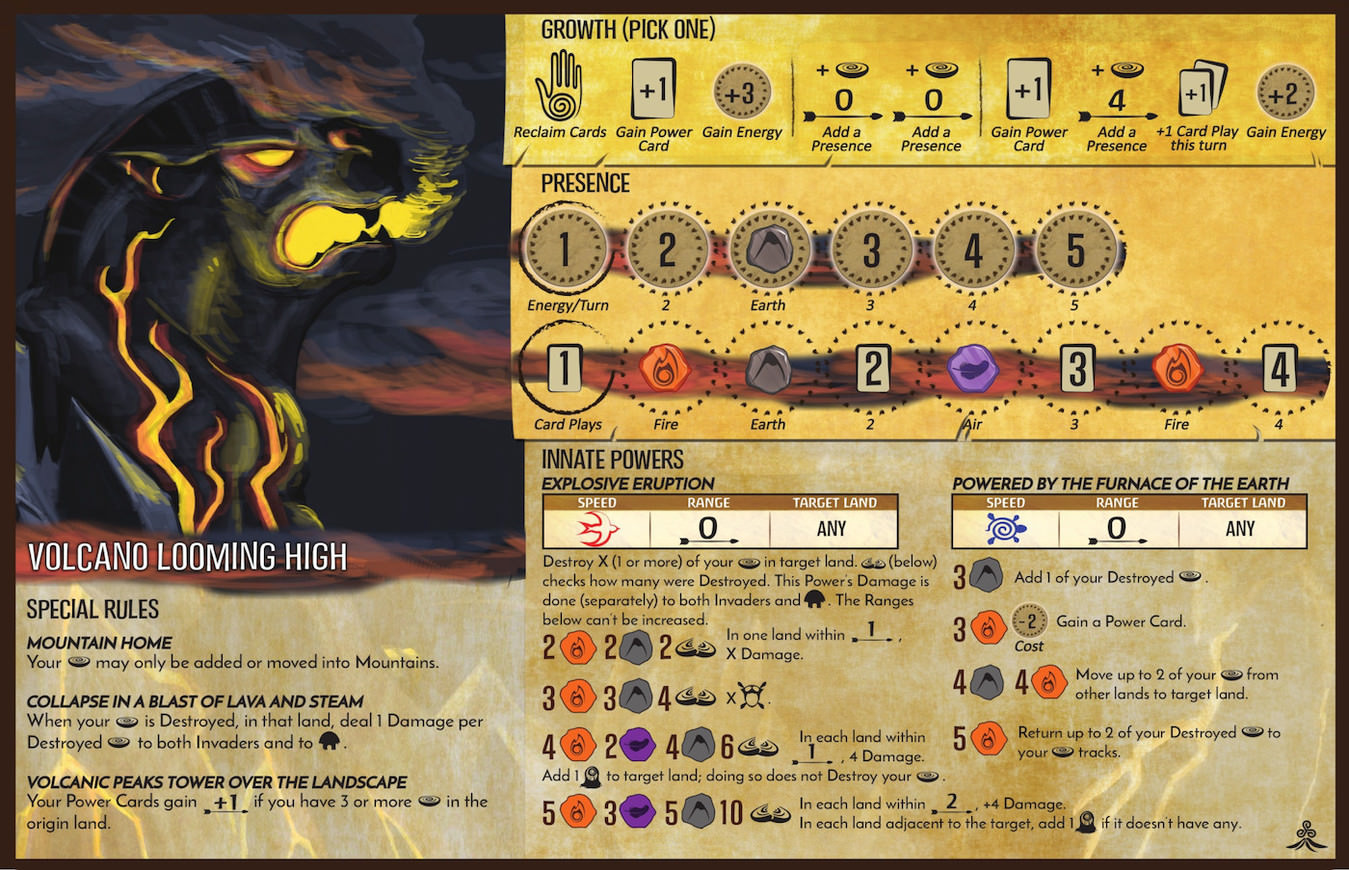 GROWTH (PICK ONE)
+1 +3 + 0 + 0 +1 + 4 +1 +2
Reclaim Cards Gain Power Card Gain Energy Add a Presence Add a Presence Gain Power Card Add a Presence +1 Card Play this turn Gain Energy
PRESENCE
1 2 3 4 5
Energy/Turn 2 Earth 3 4 5
1 2 3 4
Card Plays Fire Earth 2 Air 3 Fire 4
VOLCANO LOOMING HIGH
SPECIAL RULES
MOUNTAIN HOME
Your may only be added or moved into Mountains.
COLLAPSE IN A BLAST OF LAVA AND STEAM
When your is Destroyed, in that land, deal 1 Damage per
Destroyed to both Invaders and to .
VOLCANIC PEAKS TOWER OVER THE LANDSCAPE
Your Power Cards gain +1 if you have 3 or more in the
origin land.
INNATE POWERS
EXPLOSIVE ERUPTION
SPEED RANGE TARGET LAND
0 ANY
Destroy X (1 or more) of your in target land. (below)
checks how many were Destroyed. This Power's Damage is
done (separately) to both Invaders and . The Ranges
below can't be increased.
2 2 2 In one land within 1 ,
X Damage.
3 3 4 X .
4 2 4 6 In each land within
1 , 4 Damage.
Add 1 to target land; doing so does not Destroy your .
5 3 5 10 In each land within 2 , +4 Damage.
In each land adjacent to the target, add 1 if it doesn't have any.
POWERED BY THE FURNACE OF THE EARTH
SPEED RANGE TARGET LAND
0 ANY
3 Add 1 of your Destroyed .
3 -2 Gain a Power Card.
Cost
4 4 Move up to 2 of your from
other lands to target land.
5 Return up to 2 of your Destroyed to
your tracks.